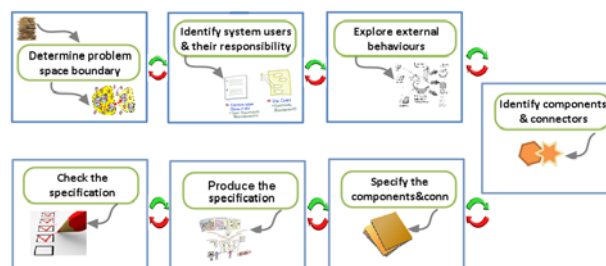 Determine problem
space boundary
Identify system users
& their responsibility
Explore external
behaviours
Identify components
& connectors
Check the
specification
Produce the
specification
Specify the
components&conn